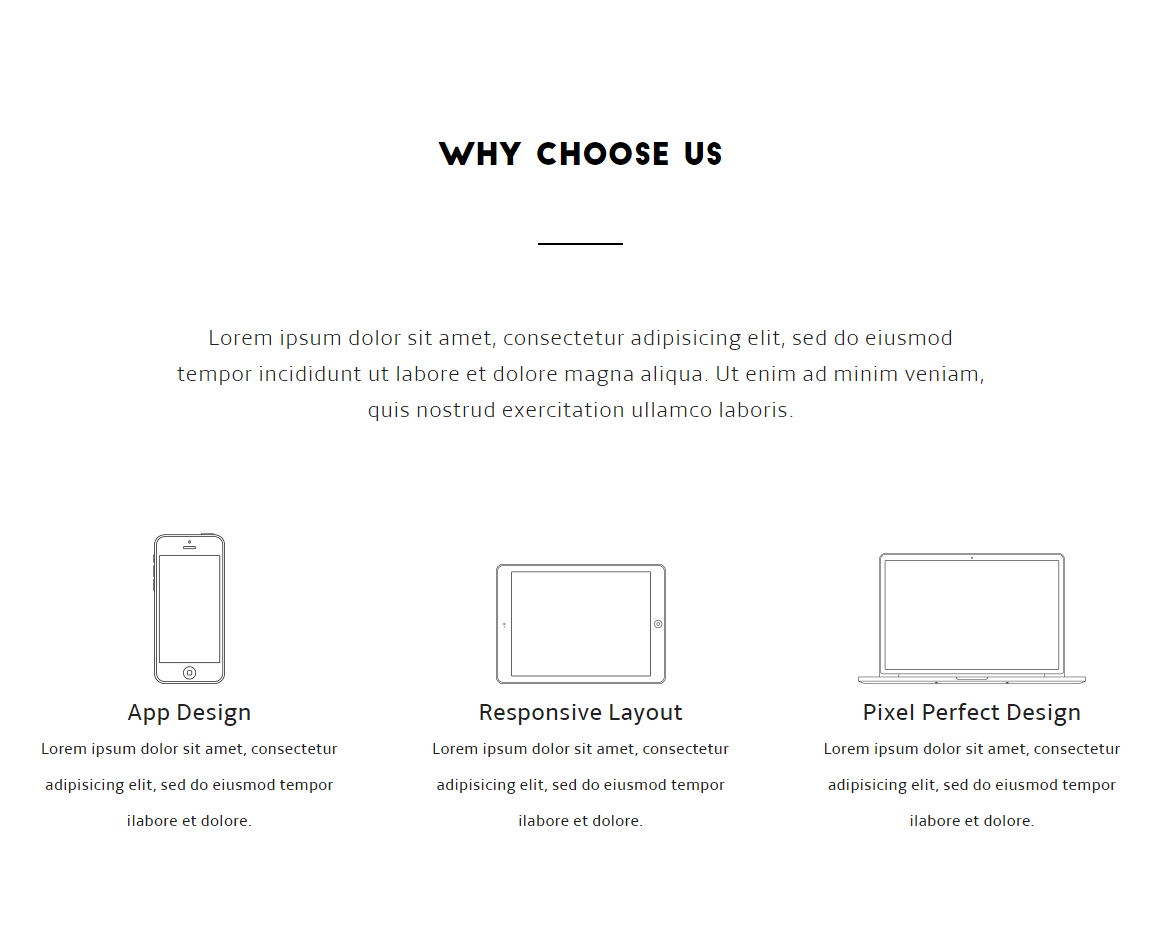 WHY CHOOSE US
Lorem ipsum dolor sit amet, consectetur adipisicing elit, sed do eiusmod
tempor incididunt ut labore et dolore magna aliqua. Ut enim ad minim veniam,
quis nostrud exercitation ullamco laboris.
App Design
Lorem ipsum dolor sit amet, consectetur
adipisicing elit, sed do eiusmod tempor
ilabore et dolore.
Responsive Layout
Lorem ipsum dolor sit amet, consectetur
adipisicing elit, sed do eiusmod tempor
ilabore et dolore.
Pixel Perfect Design
Lorem ipsum dolor sit amet, consectetur
adipisicing elit, sed do eiusmod tempor
ilabore et dolore.